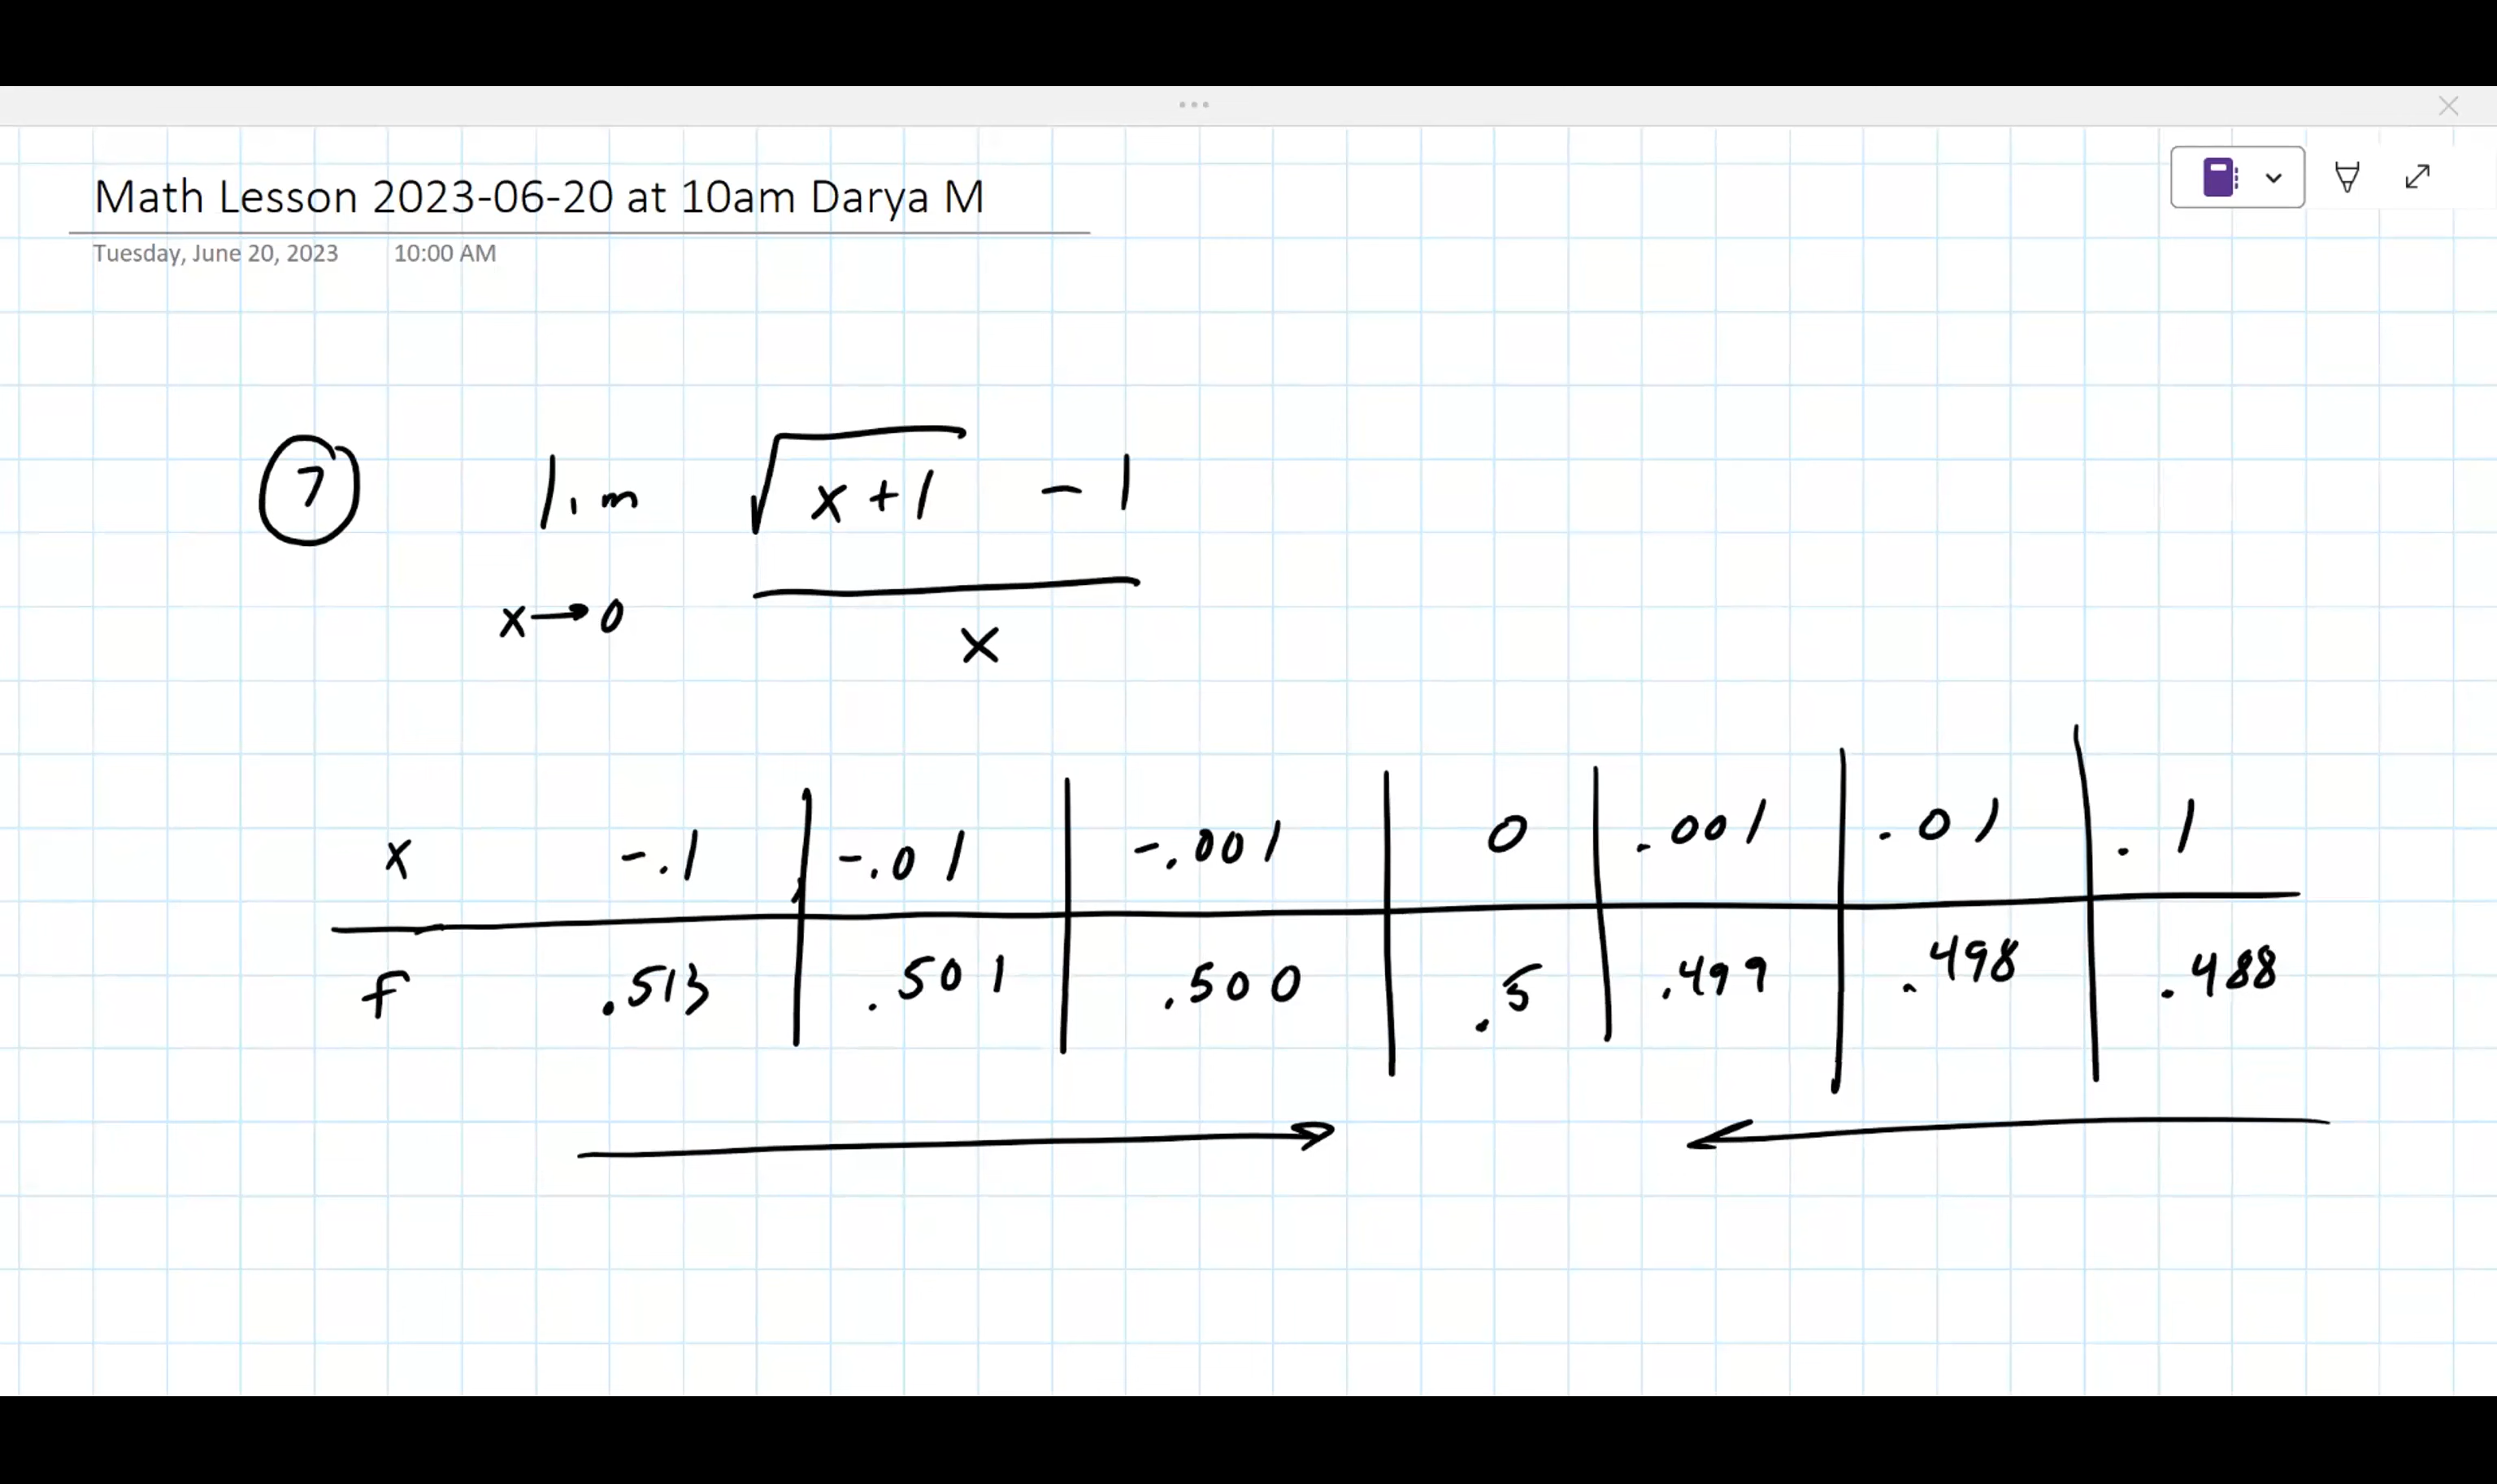 Math Lesson 2023-06-20 at 10am Darya M
Tuesday, June 20, 2023 10:00 AM
7 lim √(x+1) - 1
x→0 x
x -.1 -.01 -.001 0 .001 .01 .1
f .513 .501 .500 .5 .499 .498 .488